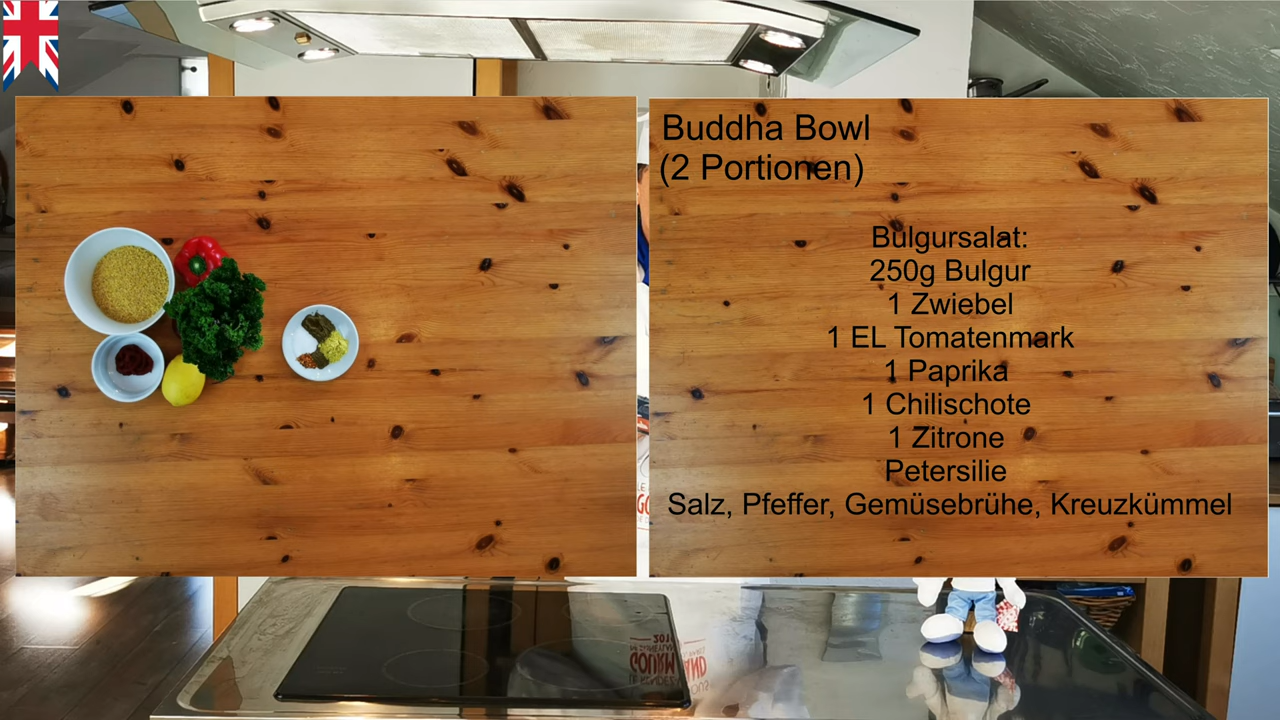 Buddha Bowl
(2 Portionen)
Bulgursalat:
250g Bulgur
1 Zwiebel
1 EL Tomatenmark
1 Paprika
1 Chilischote
1 Zitrone
Petersilie
Salz, Pfeffer, Gemüsebrühe, Kreuzkümmel